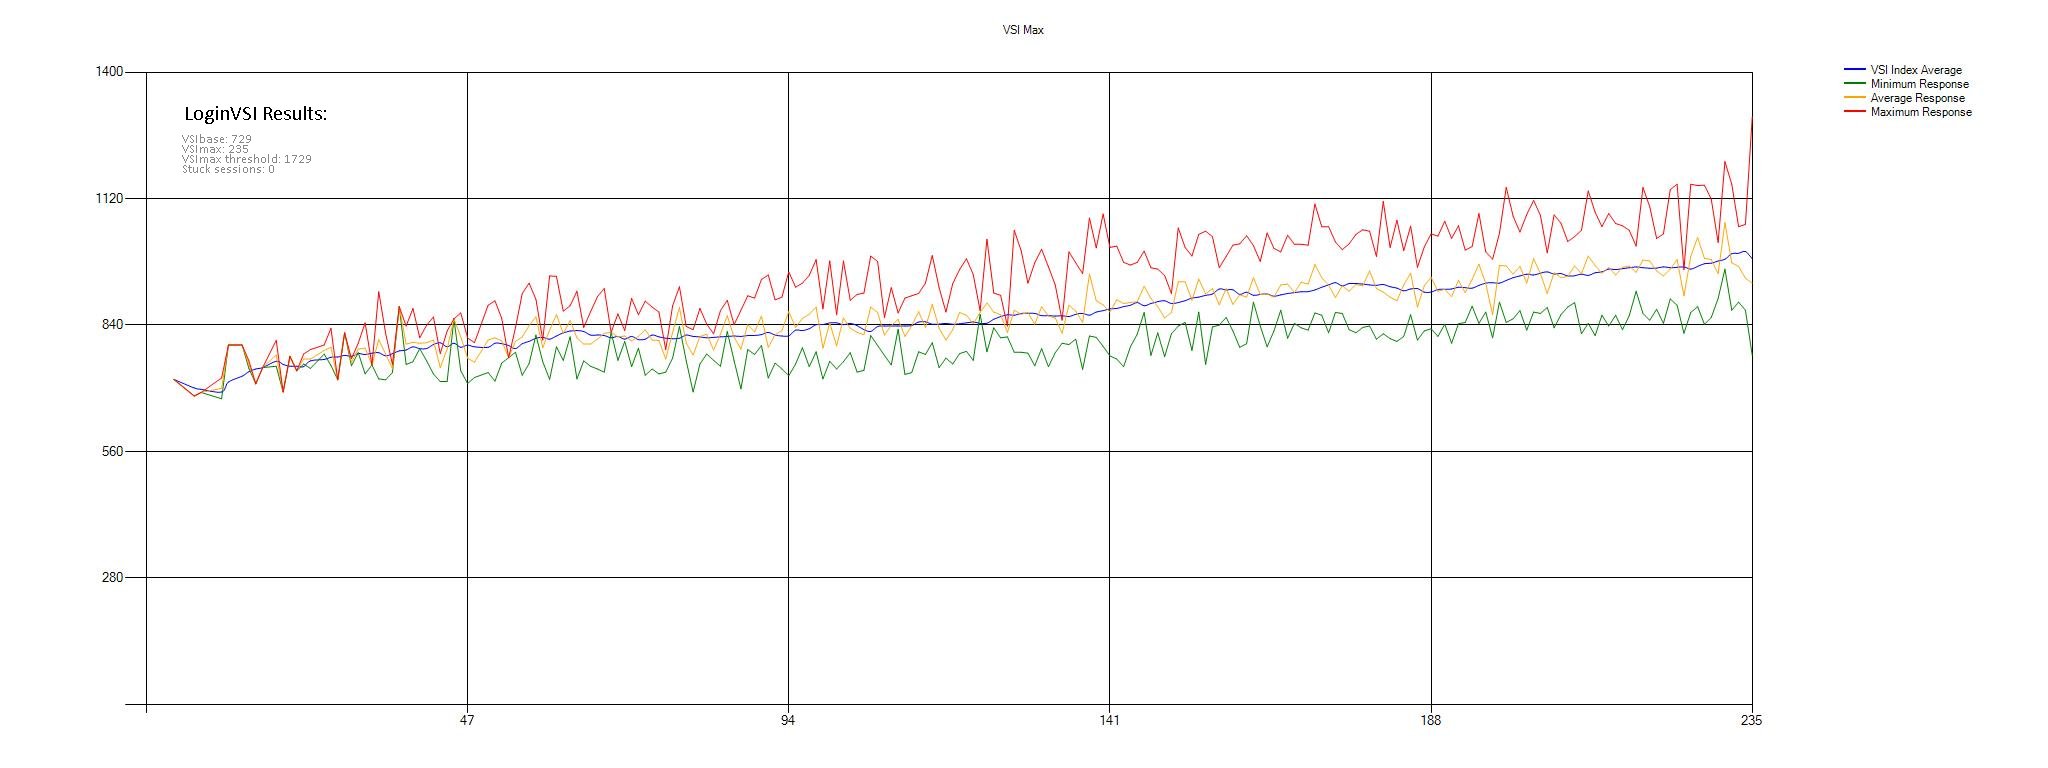 VSI Max
1400
1120
840
560
280
LoginVSI Results:
VSIbase: 729
VSImax: 235
VSImax threshold: 1729
Stuck sessions: 0
VSI Index Average
Minimum Response
Average Response
Maximum Response
47
94
141
188
235